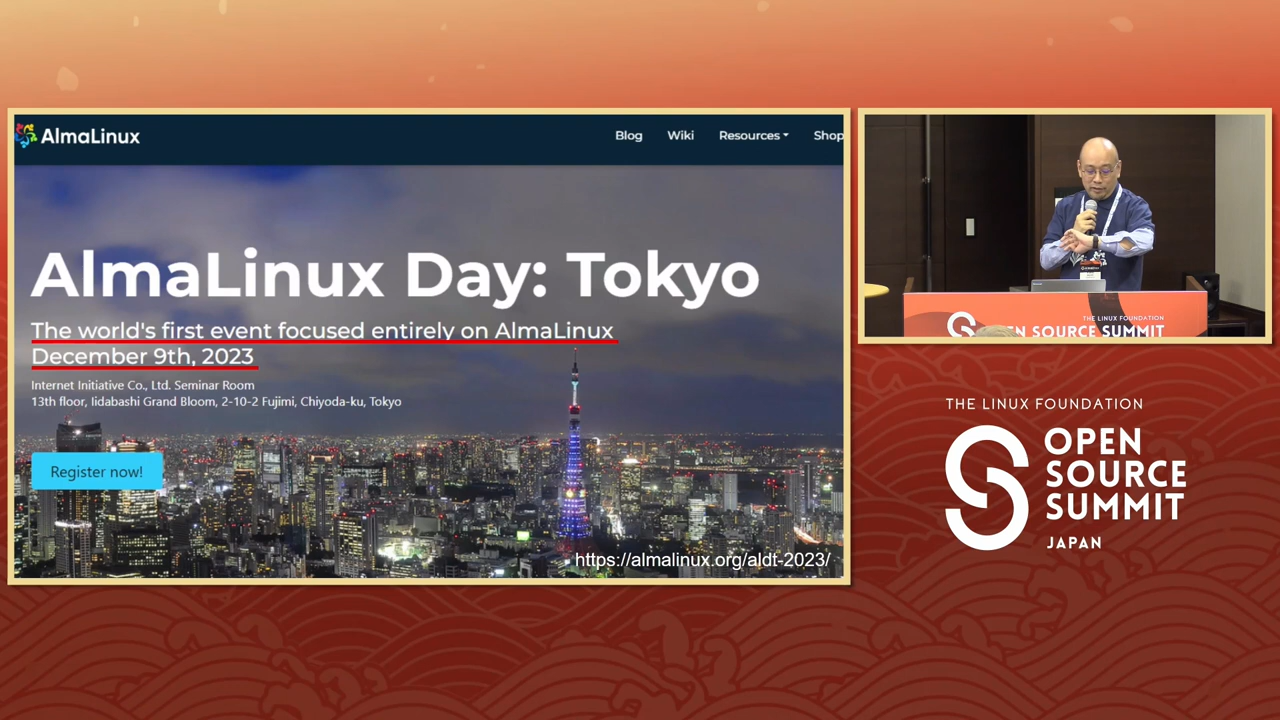 AlmaLinux
Blog Wiki Resources Shop
AlmaLinux Day: Tokyo
The world's first event focused entirely on AlmaLinux
December 9th, 2023
Internet Initiative Co., Ltd. Seminar Room
13th floor, Iidabashi Grand Bloom, 2-10-2 Fujimi, Chiyoda-ku, Tokyo
Register now!
https://almalinux.org/aldt-2023/
THE LINUX FOUNDATION
OPEN SOURCE SUMMIT
THE LINUX FOUNDATION
OPEN
SOURCE
SUMMIT
JAPAN